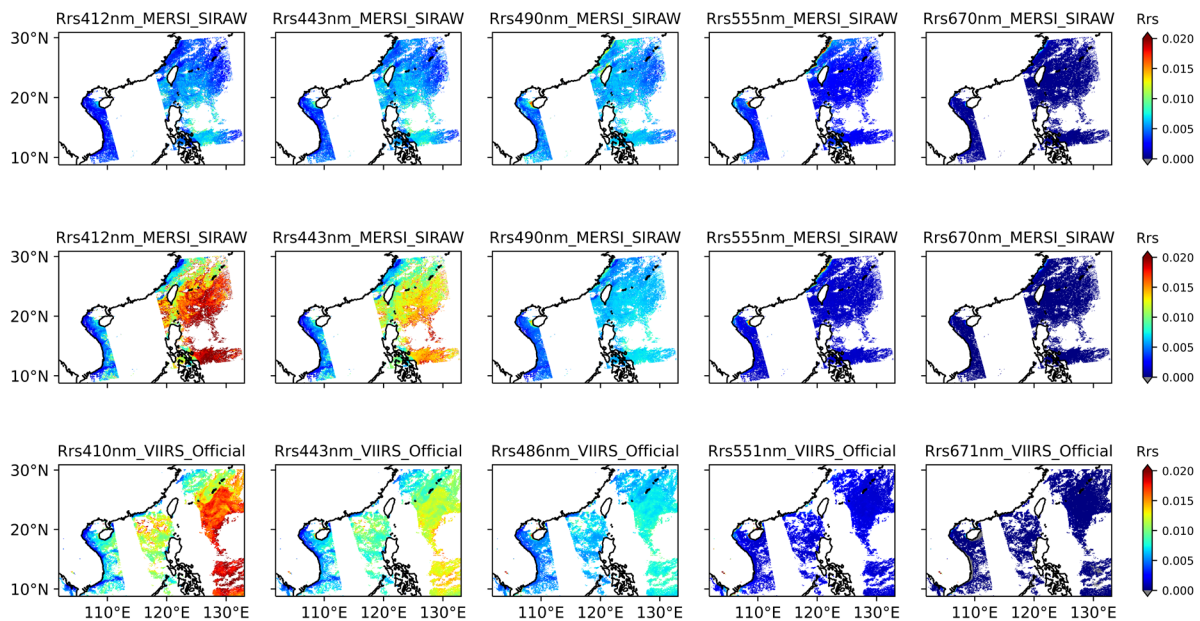 Rrs412nm_MERSI_SIRAW Rrs443nm_MERSI_SIRAW Rrs490nm_MERSI_SIRAW Rrs555nm_MERSI_SIRAW Rrs670nm_MERSI_SIRAW Rrs
30°N 0.020
0.015
20°N 0.010
0.005
10°N 0.000
Rrs412nm_MERSI_SIRAW Rrs443nm_MERSI_SIRAW Rrs490nm_MERSI_SIRAW Rrs555nm_MERSI_SIRAW Rrs670nm_MERSI_SIRAW Rrs
30°N 0.020
0.015
20°N 0.010
0.005
10°N 0.000
Rrs410nm_VIIRS_Official Rrs443nm_VIIRS_Official Rrs486nm_VIIRS_Official Rrs551nm_VIIRS_Official Rrs671nm_VIIRS_Official Rrs
30°N 0.020
0.015
20°N 0.010
0.005
10°N 0.000
110°E 120°E 130°E 110°E 120°E 130°E 110°E 120°E 130°E 110°E 120°E 130°E 110°E 120°E 130°E